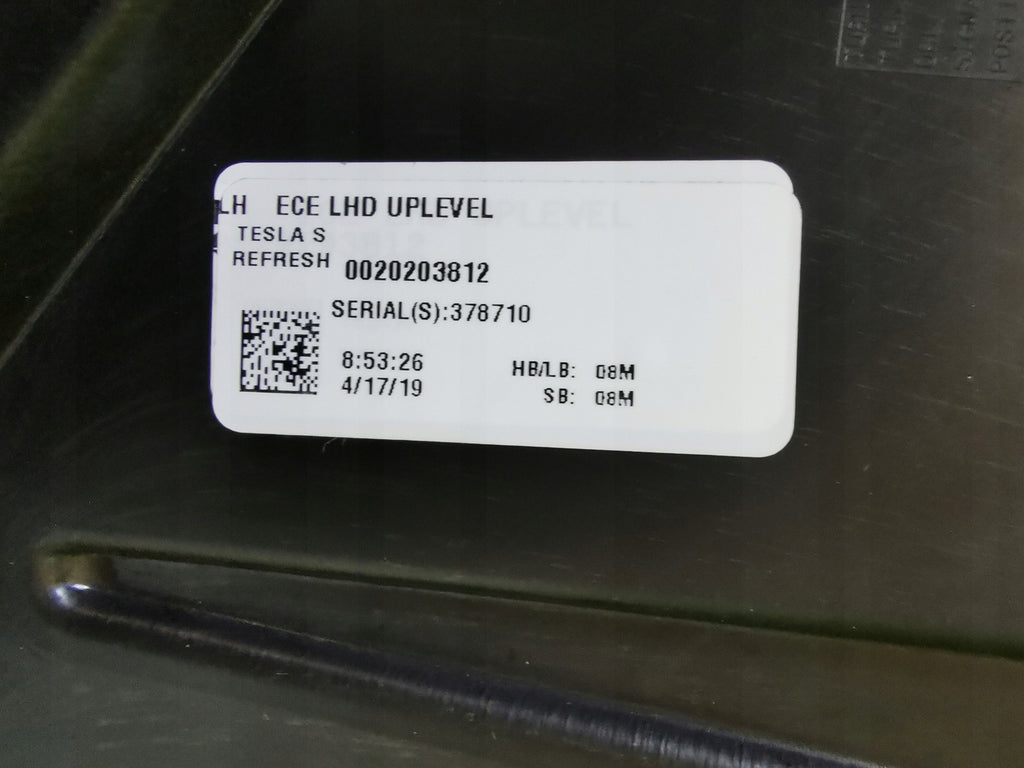 LH ECE LHD UPLEVEL
TESLA S
REFRESH 0020203812
SERIAL(S):378710
8:53:26 HB/LB: 08M
4/17/19 SB: 08M